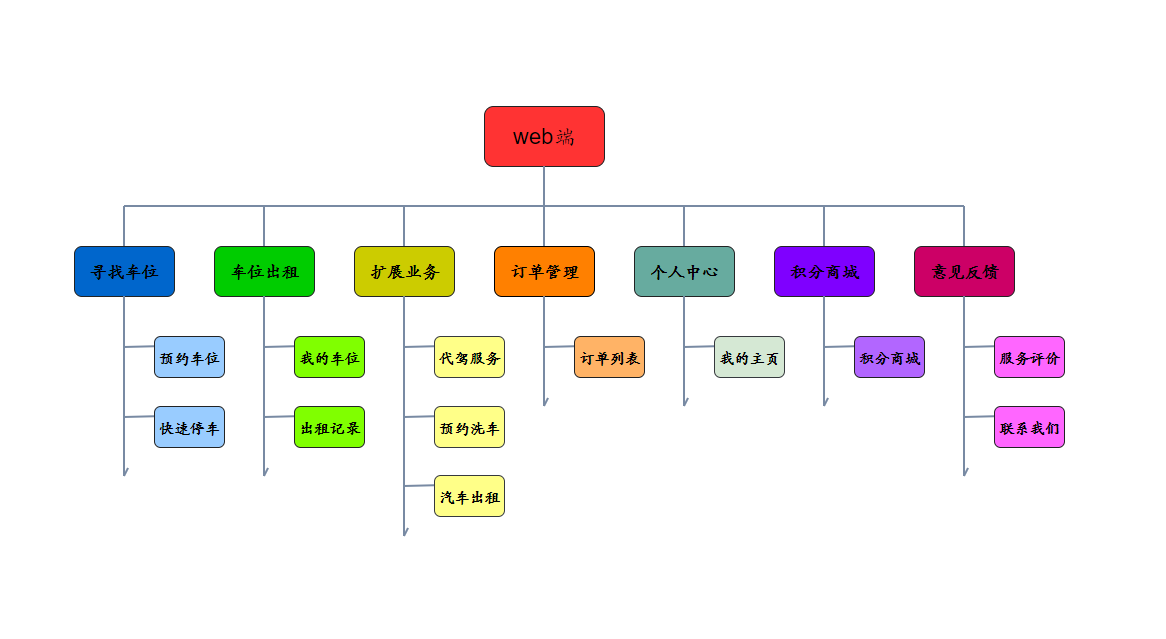 web端
寻找车位
车位出租
扩展业务
订单管理
个人中心
积分商城
意见反馈
预约车位
我的车位
代驾服务
订单列表
我的主页
积分商城
服务评价
快速停车
出租记录
预约洗车
联系我们
汽车出租